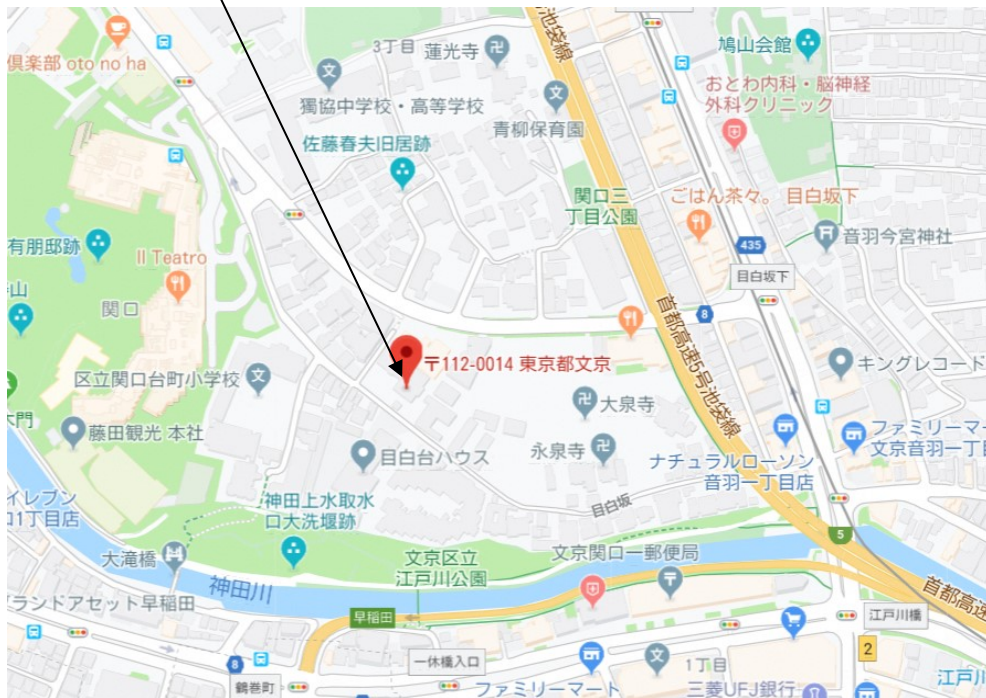 3丁目
蓮光寺
鳩山会館
倶楽部 oto no ha
獨協中学校・高等学校
おとわ内科・脳神経
外科クリニック
青柳保育園
佐藤春夫旧居跡
関口三
丁目公園
ごはん茶々。 目白坂下
有朋邸跡
音羽今宮神社
Il Teatro
435
目白坂下
関口
8
首都高速5号池袋線
〒112-0014 東京都文京
キングレコード
区立関口台町小学校
大泉寺
藤田観光 本社
目白台ハウス
永泉寺
ナチュラルローソン
音羽一丁目店
ファミリーマー
文京音羽一丁目
神田上水取水
口大洗堰跡
目白坂
5
大滝橋
文京区立
江戸川公園
文京関口一郵便局
神田川
ランドアセット早稲田
早稲田
江戸川橋
首都高速
2
8
一休橋入口
1丁目
鶴巻町
ファミリーマート
三菱UFJ銀行
江戸川